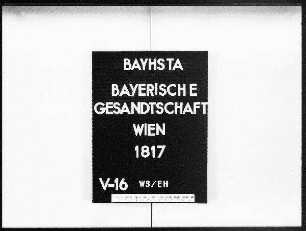 BAYHSTA
BAYERISCHE
GESANDTSCHAFT
WIEN
1817
V-16 WS/EH